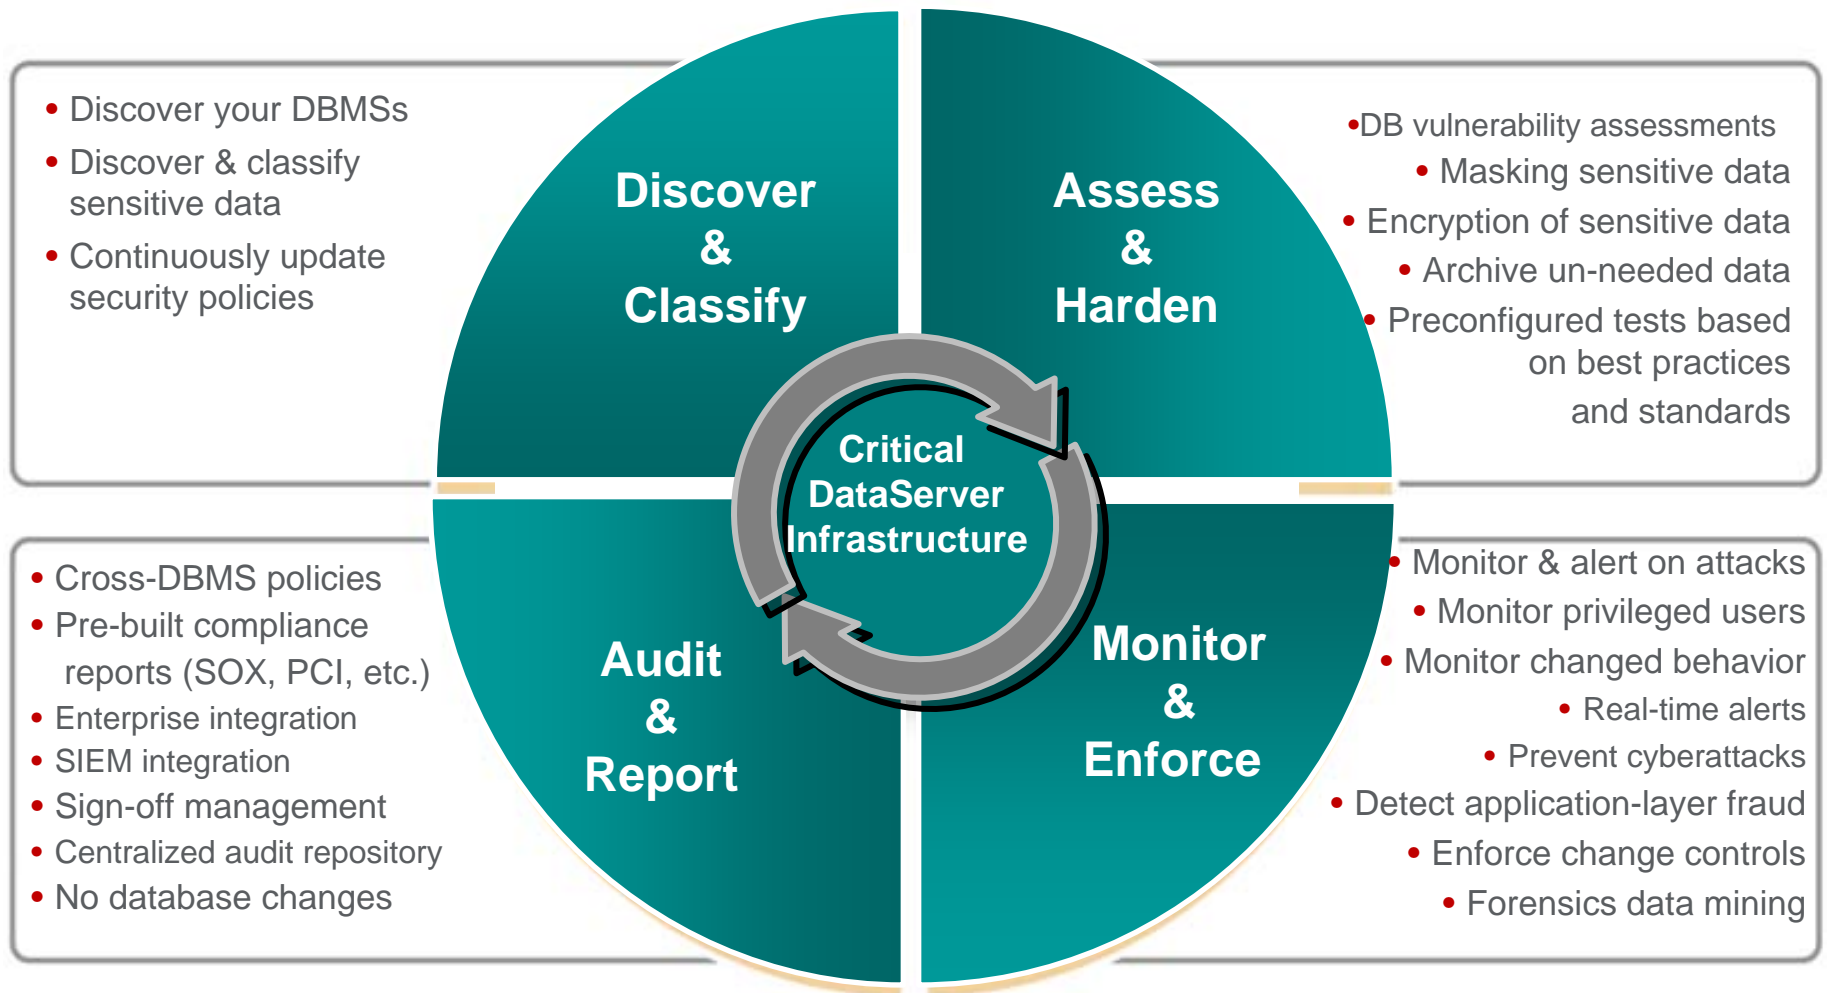 • Discover your DBMSs
• Discover & classify
sensitive data
• Continuously update
security policies
Discover
&
Classify
Assess
&
Harden
•DB vulnerability assessments
• Masking sensitive data
• Encryption of sensitive data
• Archive un-needed data
• Preconfigured tests based
on best practices
and standards
Critical
DataServer
Infrastructure
• Cross-DBMS policies
• Pre-built compliance
reports (SOX, PCI, etc.)
• Enterprise integration
• SIEM integration
• Sign-off management
• Centralized audit repository
• No database changes
Audit
&
Report
Monitor
&
Enforce
• Monitor & alert on attacks
• Monitor privileged users
• Monitor changed behavior
• Real-time alerts
• Prevent cyberattacks
• Detect application-layer fraud
• Enforce change controls
• Forensics data mining